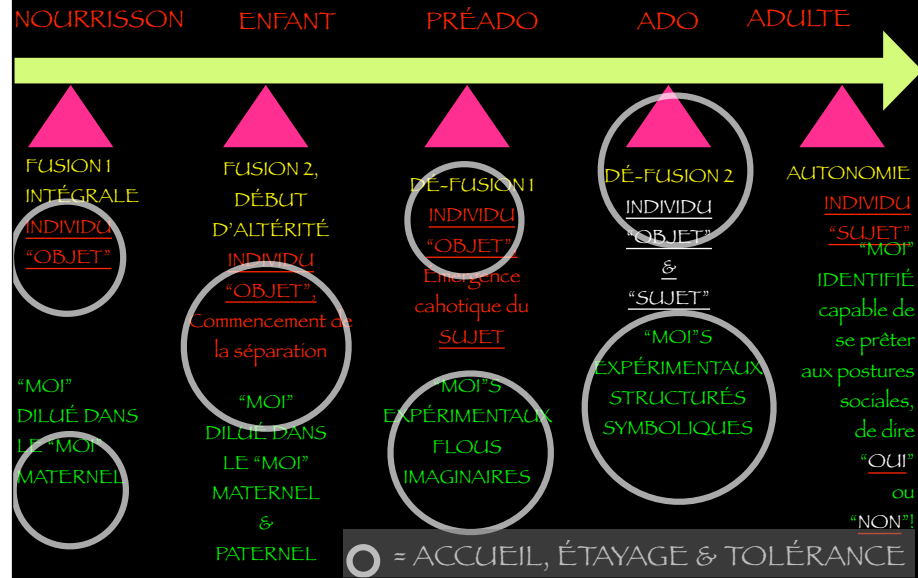 NOURRISSON
ENFANT
PRÉADO
ADO
ADULTE
FUSION 1
INTÉGRALE
INDIVIDU
“OBJET”
“MOI”
DILUÉ DANS
LE “MOI”
MATERNEL
FUSION 2,
DÉBUT
D’ALTÉRITÉ
INDIVIDU
“OBJET”,
Commencement de
la séparation
“MOI”
DILUÉ DANS
LE “MOI”
MATERNEL
&
PATERNEL
DÉ-FUSION 1
INDIVIDU
“OBJET”
Émergence
cahotique du
SUJET
“MOI”S
EXPÉRIMENTAUX
FLOUS
IMAGINAIRES
DÉ-FUSION 2
INDIVIDU
“OBJET”
&
“SUJET”
“MOI”S
EXPÉRIMENTAUX
STRUCTURÉS
SYMBOLIQUES
AUTONOMIE
INDIVIDU
“SUJET”
“MOI”
IDENTIFIÉ
capable de
se prêter
aux postures
sociales,
de dire
“OUI”
ou
“NON”!
= ACCUEIL, ÉTAYAGE & TOLÉRANCE